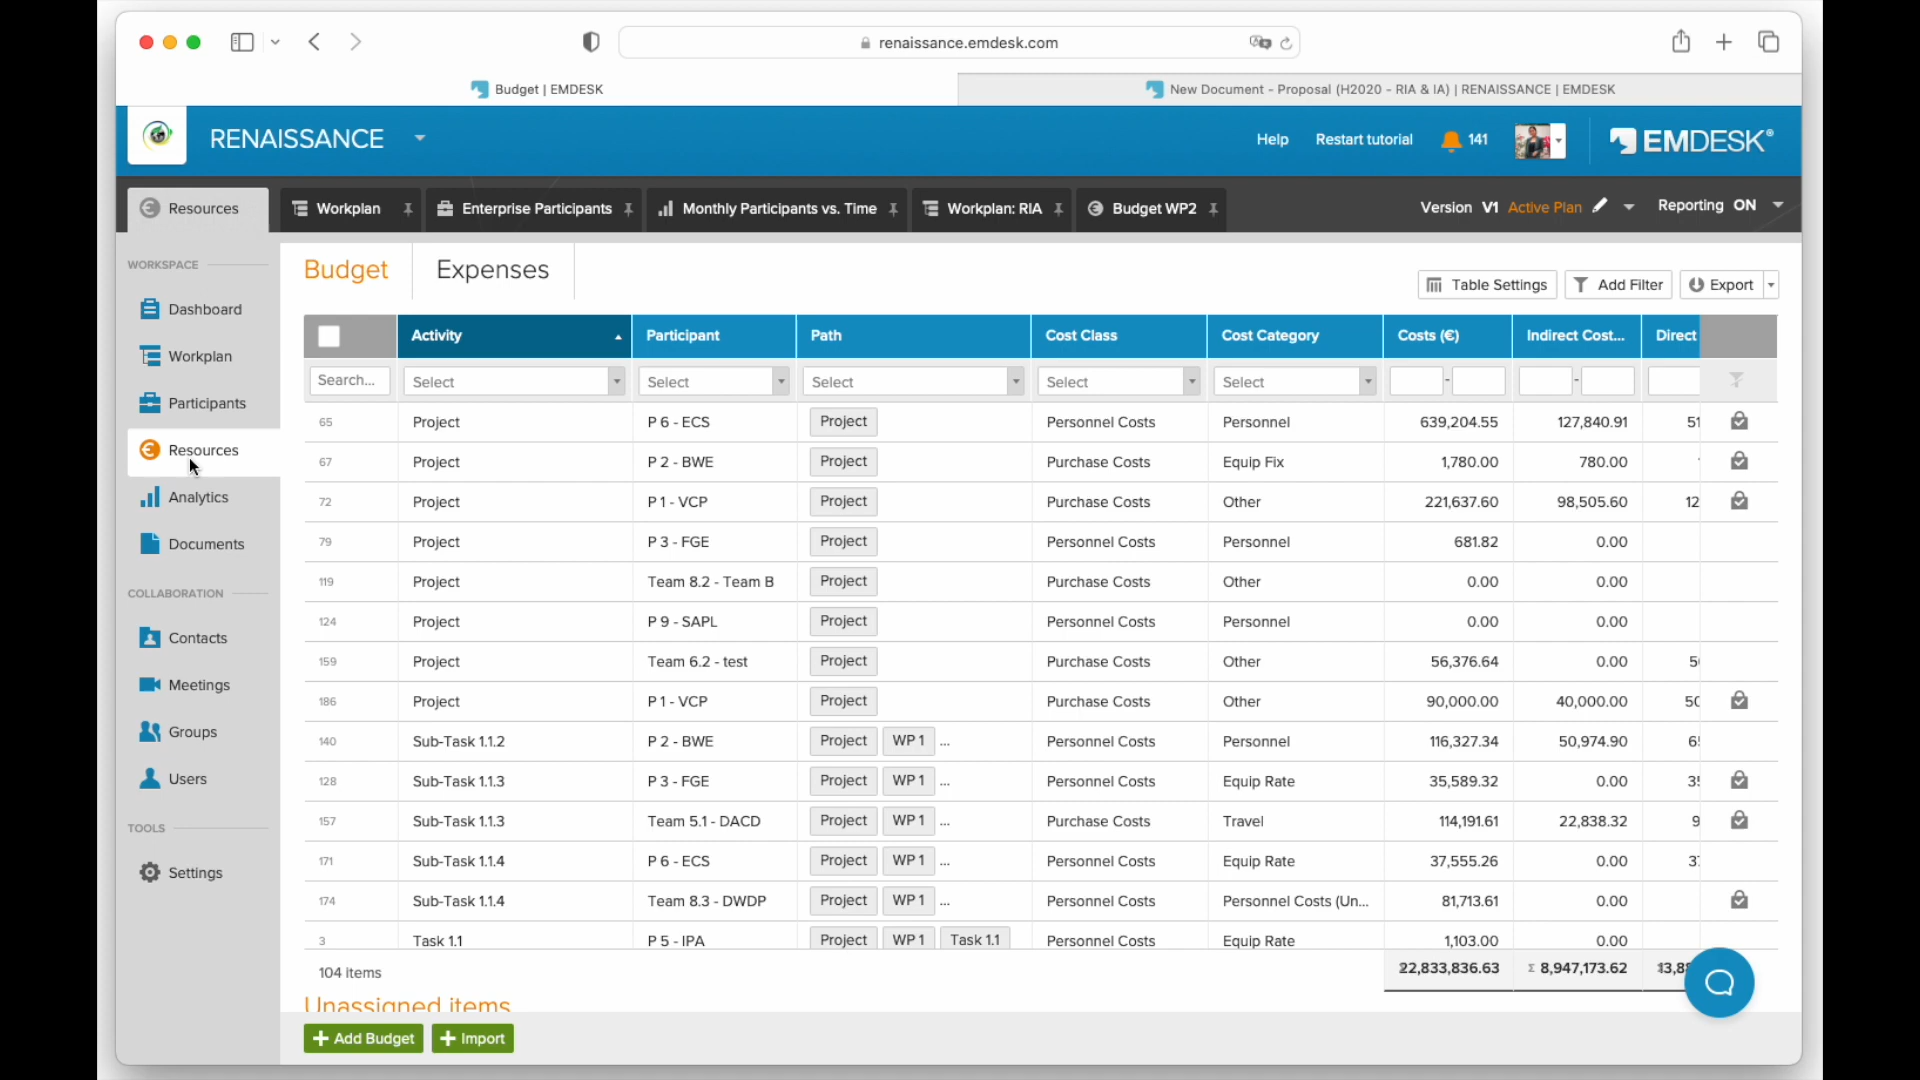 renaissance.emdesk.com
Budget | EMDESK
New Document - Proposal (H2020 - RIA & IA) | RENAISSANCE | EMDESK
RENAISSANCE
Help Restart tutorial 141 EMDESK
Resources Workplan Enterprise Participants Monthly Participants vs. Time Workplan: RIA Budget WP2 Version V1 Active Plan Reporting ON
WORKSPACE
Dashboard
Workplan
Participants
Resources
Analytics
Documents
COLLABORATION
Contacts
Meetings
Groups
Users
TOOLS
Settings
Budget Expenses
Table Settings Add Filter Export
Activity Participant Path Cost Class Cost Category Costs (€) Indirect Cost... Direct
Search... Select Select Select Select Select - -
65 Project P 6 - ECS Project Personnel Costs Personnel 639,204.55 127,840.91 51
67 Project P 2 - BWE Project Purchase Costs Equip Fix 1,780.00 780.00
72 Project P 1 - VCP Project Purchase Costs Other 221,637.60 98,505.60 12
79 Project P 3 - FGE Project Personnel Costs Personnel 681.82 0.00
119 Project Team 8.2 - Team B Project Purchase Costs Other 0.00 0.00
124 Project P 9 - SAPL Project Personnel Costs Personnel 0.00 0.00
159 Project Team 6.2 - test Project Purchase Costs Other 56,376.64 0.00
186 Project P 1 - VCP Project Purchase Costs Other 90,000.00 40,000.00
140 Sub-Task 1.1.2 P 2 - BWE Project WP 1 ... Personnel Costs Personnel 116,327.34 50,974.90
128 Sub-Task 1.1.3 P 3 - FGE Project WP 1 ... Personnel Costs Equip Rate 35,589.32 0.00
157 Sub-Task 1.1.3 Team 5.1 - DACD Project WP 1 ... Purchase Costs Travel 114,191.61 22,838.32 9
171 Sub-Task 1.1.4 P 6 - ECS Project WP 1 ... Personnel Costs Equip Rate 37,555.26 0.00
174 Sub-Task 1.1.4 Team 8.3 - DWDP Project WP 1 ... Personnel Costs Personnel Costs (Un... 81,713.61 0.00
3 Task 1.1 P 5 - IPA Project WP 1 Task 1.1 Personnel Costs Equip Rate 1,103.00 0.00
104 items 22,833,836.63 Σ 8,947,173.62
Unassigned items
Add Budget Import